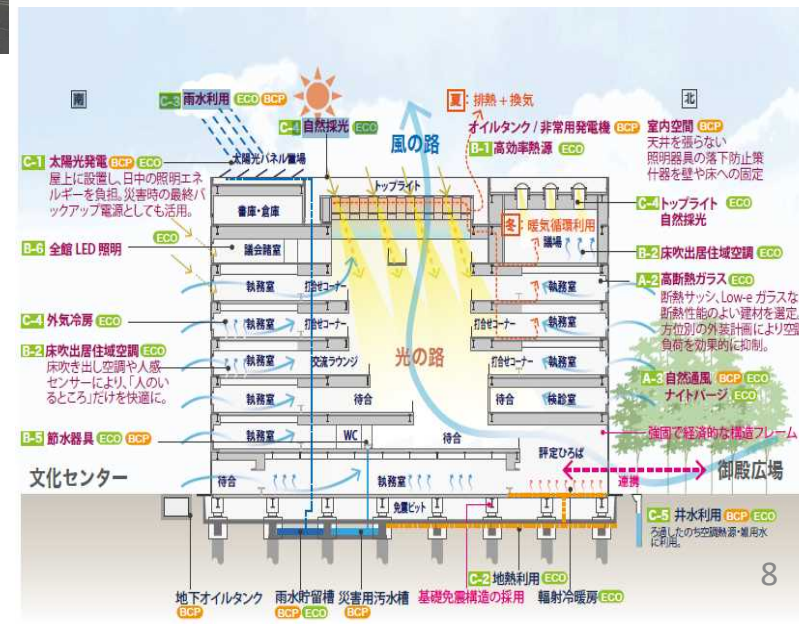 南
C-3 雨水利用 ECO BCP
C-4 自然採光 ECO
夏：排熱＋換気
北
C-1 太陽光発電 BCP ECO
屋上に設置し、日中の照明エネ
ルギーを負担。災害時の最終バ
ックアップ電源としても活用。
太陽光パネル置場
風の路
オイルタンク / 非常用発電機 BCP
B-1 高効率熱源 ECO
室内空間 BCP
天井を張らない
照明器具の落下防止策
什器を壁や床への固定
トップライト
書庫・倉庫
C-4 トップライト ECO
自然採光
冬：暖気循環利用
ECO
B-6 全館 LED 照明
議会諸室
議場
B-2 床吹出居住域空調 ECO
執務室
打合せコーナー
執務室
A-2 高断熱ガラス ECO
断熱サッシ、Low-e ガラスな
断熱性能のよい建材を選定。
方位別の外装計画により空調
負荷を効果的に抑制。
C-4 外気冷房 ECO
執務室
打合せコーナー
打合せコーナー
執務室
B-2 床吹出居住域空調 ECO
床吹き出し空調や人感
センサーにより、「人のい
るところ」だけを快適に。
執務室
交流ラウンジ
光の路
打合せコーナー
執務室
執務室
待合
待合
検診室
A-3 自然通風 BCP ECO
ナイトパージ ECO
B-5 節水器具 ECO BCP
執務室
WC
待合
強固で経済的な構造フレーム
評定ひろば
文化センター
御殿広場
待合
執務室
連携
免震ピット
C-5 井水利用 BCP ECO
ろ過したのち空調熱源・雑用水
に利用。
C-2 地熱利用 ECO
地下オイルタンク
BCP
雨水貯留槽
BCP ECO
災害用汚水槽
BCP
基礎免震構造の採用
輻射冷暖房 ECO
8